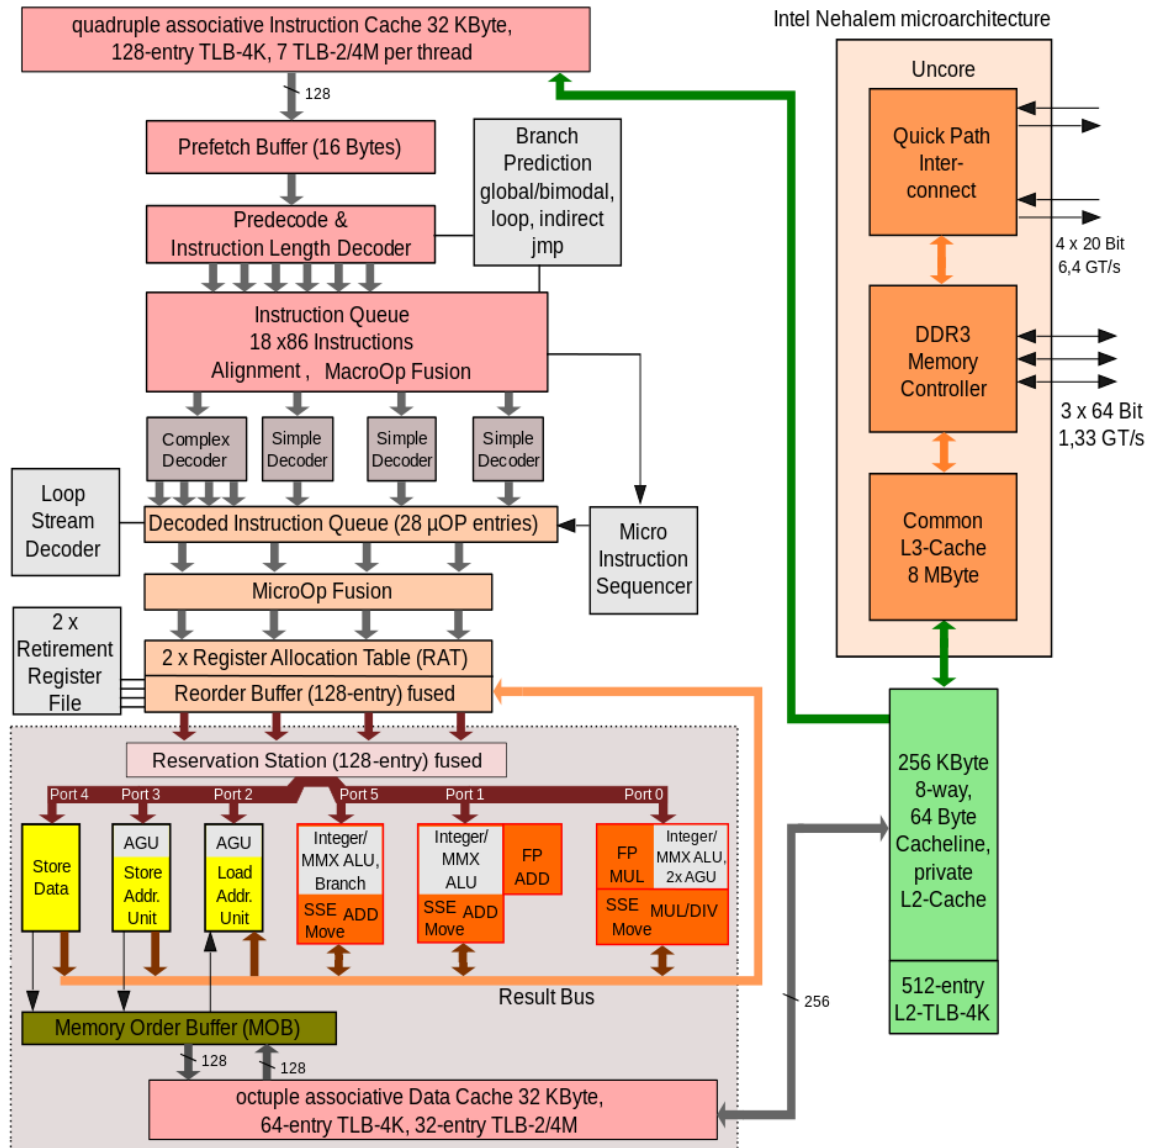 quadruple associative Instruction Cache 32 KByte,
128-entry TLB-4K, 7 TLB-2/4M per thread
128
Prefetch Buffer (16 Bytes)
Predecode &
Instruction Length Decoder
Branch
Prediction
global/bimodal,
loop, indirect
jmp
Instruction Queue
18 x86 Instructions
Alignment , MacroOp Fusion
Complex
Decoder
Simple
Decoder
Simple
Decoder
Simple
Decoder
Loop
Stream
Decoder
Decoded Instruction Queue (28 µOP entries)
Micro
Instruction
Sequencer
MicroOp Fusion
2 x
Retirement
Register
File
2 x Register Allocation Table (RAT)
Reorder Buffer (128-entry) fused
Reservation Station (128-entry) fused
Port 4
Port 3
Port 2
Port 5
Port 1
Port 0
Store
Data
AGU
Store
Addr.
Unit
AGU
Load
Addr.
Unit
Integer/
MMX ALU,
Branch
SSE ADD
Move
Integer/
MMX
ALU
FP
ADD
SSE ADD
Move
FP
MUL
Integer/
MMX ALU,
2x AGU
SSE MUL/DIV
Move
Result Bus
Memory Order Buffer (MOB)
128
128
octuple associative Data Cache 32 KByte,
64-entry TLB-4K, 32-entry TLB-2/4M
256
Intel Nehalem microarchitecture
Uncore
Quick Path
Inter-
connect
4 x 20 Bit
6,4 GT/s
DDR3
Memory
Controller
3 x 64 Bit
1,33 GT/s
Common
L3-Cache
8 MByte
256 KByte
8-way,
64 Byte
Cacheline,
private
L2-Cache
512-entry
L2-TLB-4K